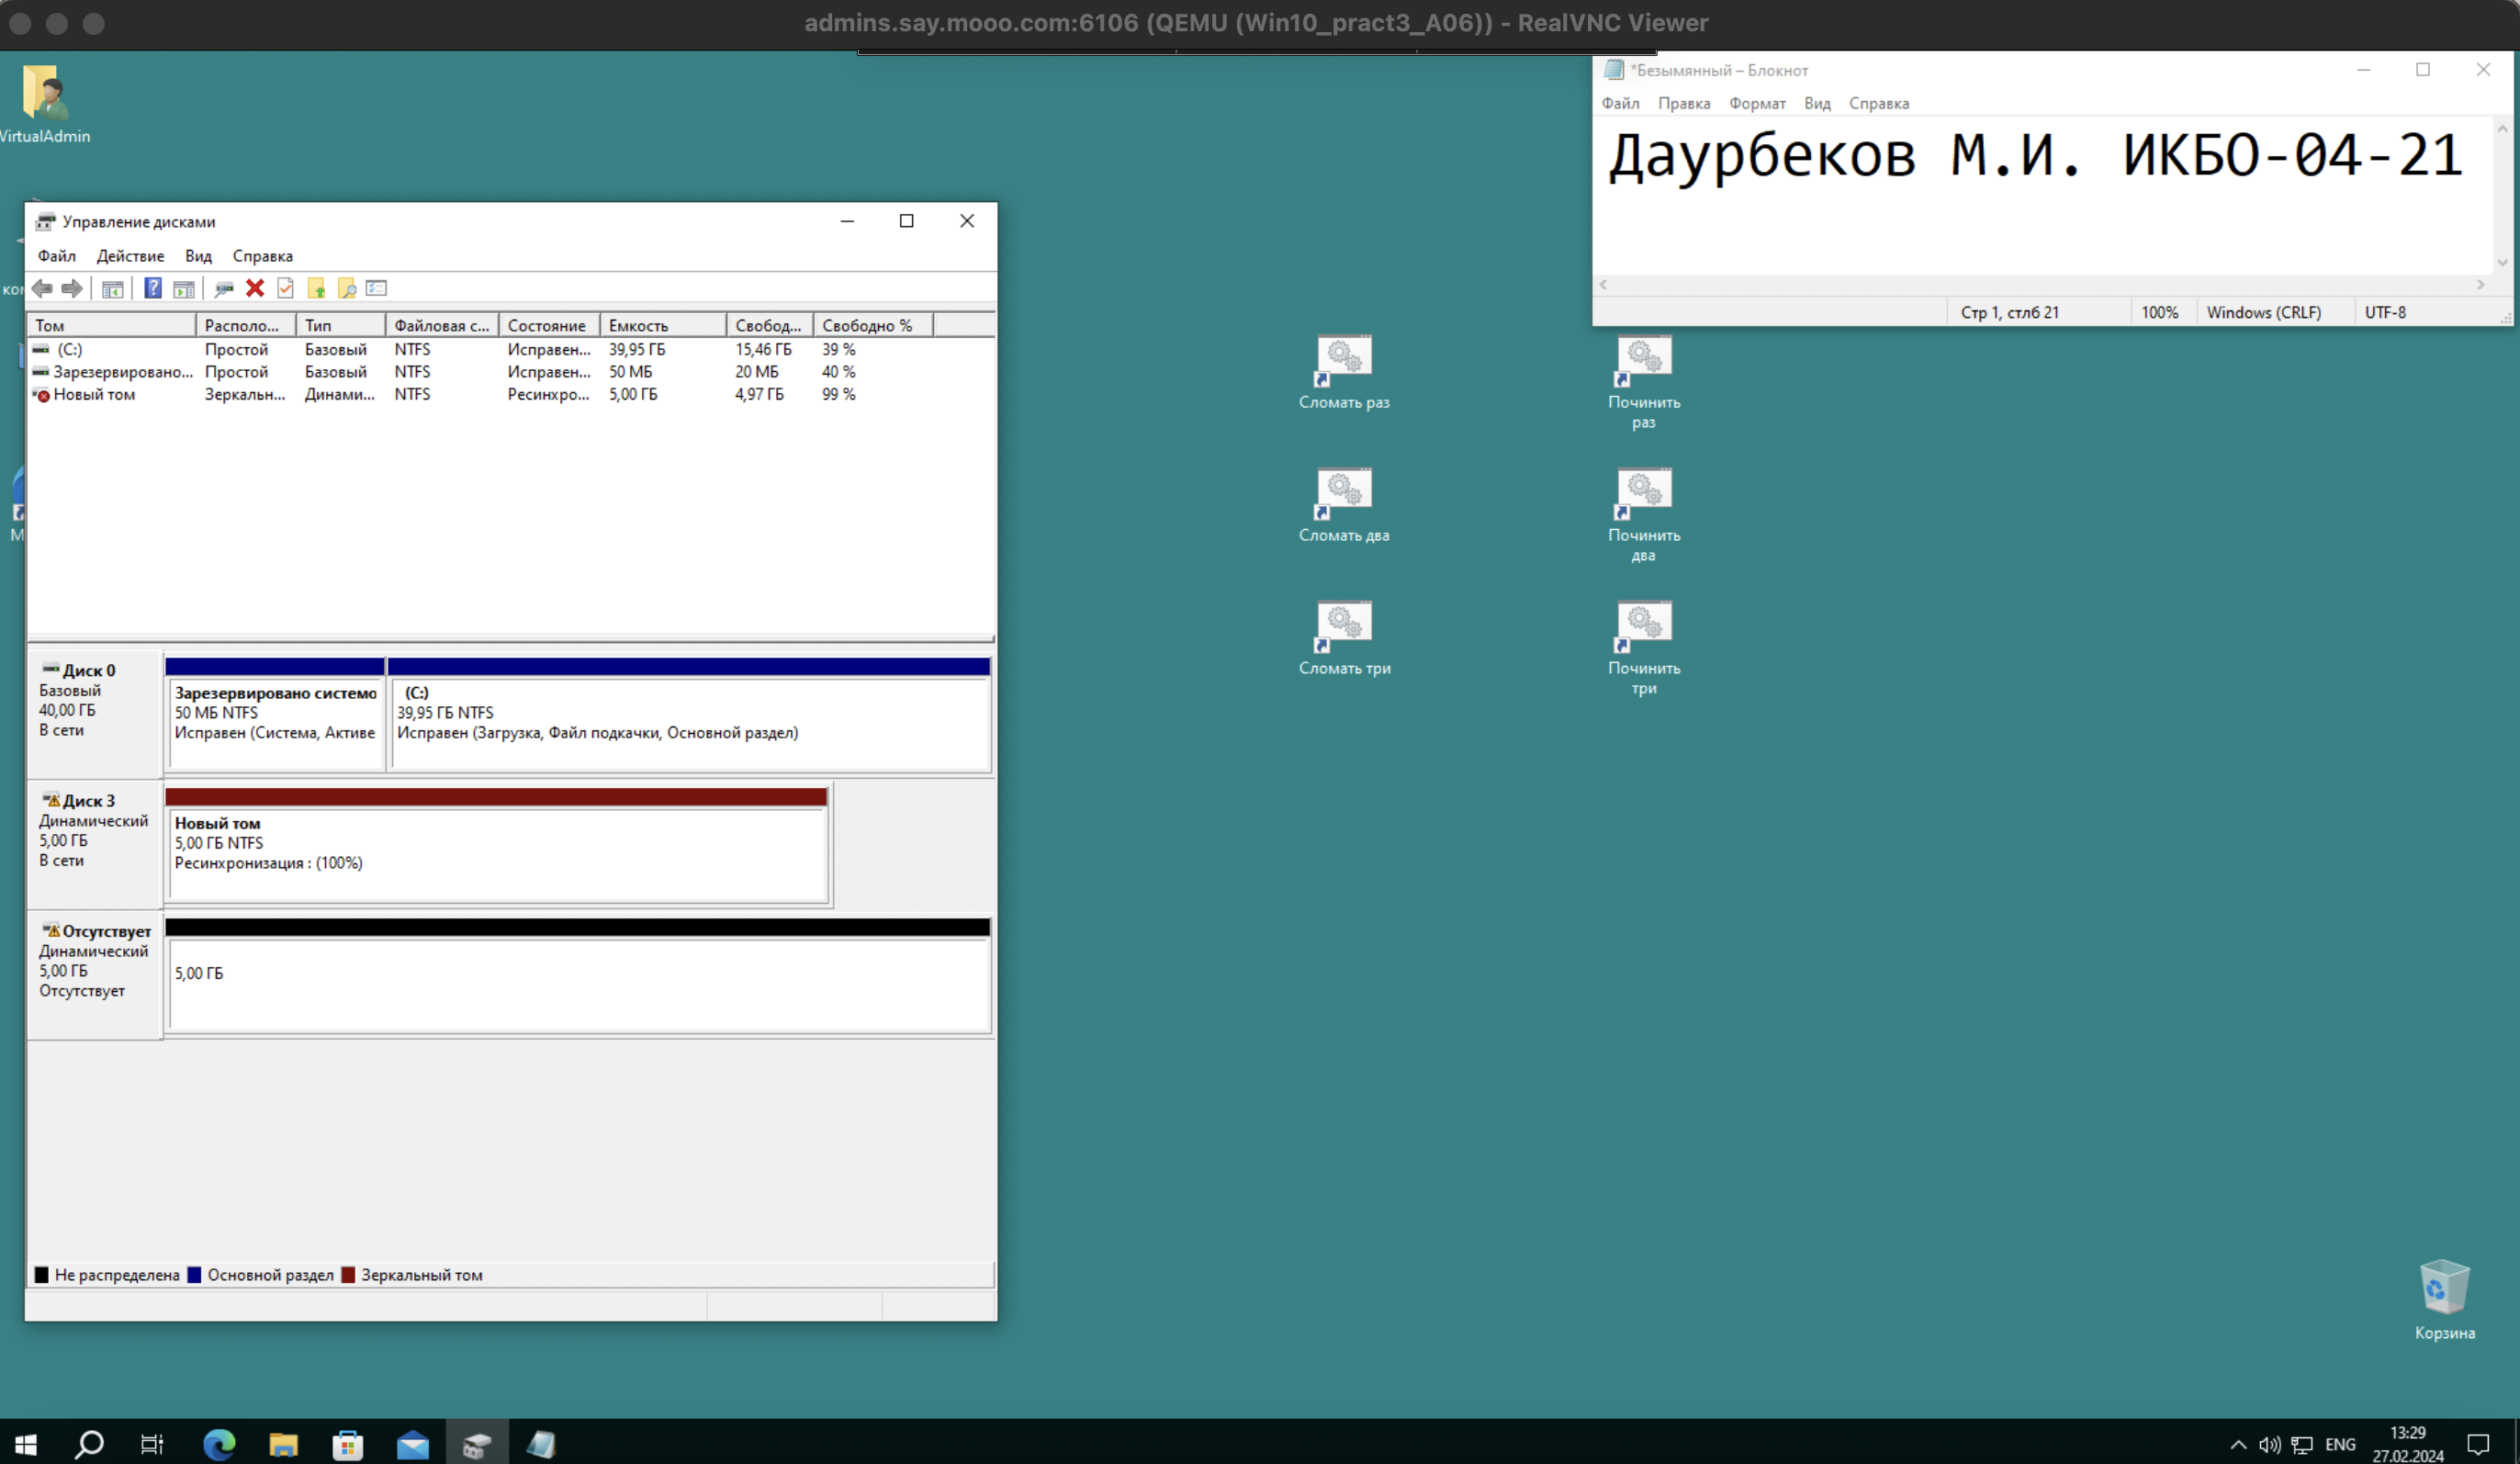 admins.say.mooo.com:6106 (QEMU (Win10_pract3_A06)) - RealVNC Viewer
VirtualAdmin
*Безымянный – Блокнот
Файл Правка Формат Вид Справка
Даурбеков М.И. ИКБО-04-21
Стр 1, стлб 21 100% Windows (CRLF) UTF-8
Управление дисками
Файл Действие Вид Справка
Том Располо... Тип Файловая с... Состояние Емкость Свобод... Свободно %
(C:) Простой Базовый NTFS Исправен... 39,95 ГБ 15,46 ГБ 39 %
Зарезервировано... Простой Базовый NTFS Исправен... 50 МБ 20 МБ 40 %
Новый том Зеркальн... Динами... NTFS Ресинхро... 5,00 ГБ 4,97 ГБ 99 %
Диск 0
Базовый
40,00 ГБ
В сети
Зарезервировано системо
50 МБ NTFS
Исправен (Система, Активе
(C:)
39,95 ГБ NTFS
Исправен (Загрузка, Файл подкачки, Основной раздел)
Диск 3
Динамический
5,00 ГБ
В сети
Новый том
5,00 ГБ NTFS
Ресинхронизация : (100%)
Отсутствует
Динамический
5,00 ГБ
Отсутствует
5,00 ГБ
Не распределена Основной раздел Зеркальный том
Сломать раз
Починить
раз
Сломать два
Починить
два
Сломать три
Починить
три
Корзина
ENG
13:29
27.02.2024